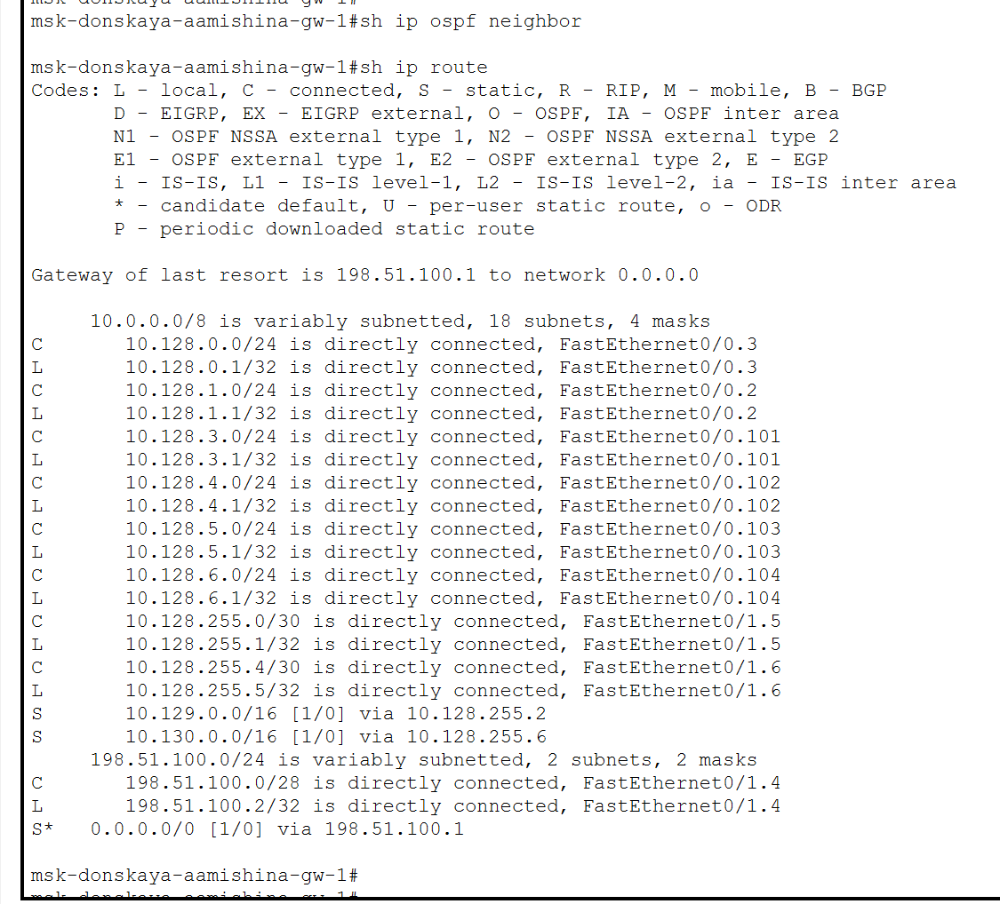 msk-donskaya-aamishina-gw-1#
msk-donskaya-aamishina-gw-1#sh ip ospf neighbor
msk-donskaya-aamishina-gw-1#sh ip route
Codes: L - local, C - connected, S - static, R - RIP, M - mobile, B - BGP
D - EIGRP, EX - EIGRP external, O - OSPF, IA - OSPF inter area
N1 - OSPF NSSA external type 1, N2 - OSPF NSSA external type 2
E1 - OSPF external type 1, E2 - OSPF external type 2, E - EGP
i - IS-IS, L1 - IS-IS level-1, L2 - IS-IS level-2, ia - IS-IS inter area
* - candidate default, U - per-user static route, o - ODR
P - periodic downloaded static route
Gateway of last resort is 198.51.100.1 to network 0.0.0.0
10.0.0.0/8 is variably subnetted, 18 subnets, 4 masks
C 10.128.0.0/24 is directly connected, FastEthernet0/0.3
L 10.128.0.1/32 is directly connected, FastEthernet0/0.3
C 10.128.1.0/24 is directly connected, FastEthernet0/0.2
L 10.128.1.1/32 is directly connected, FastEthernet0/0.2
C 10.128.3.0/24 is directly connected, FastEthernet0/0.101
L 10.128.3.1/32 is directly connected, FastEthernet0/0.101
C 10.128.4.0/24 is directly connected, FastEthernet0/0.102
L 10.128.4.1/32 is directly connected, FastEthernet0/0.102
C 10.128.5.0/24 is directly connected, FastEthernet0/0.103
L 10.128.5.1/32 is directly connected, FastEthernet0/0.103
C 10.128.6.0/24 is directly connected, FastEthernet0/0.104
L 10.128.6.1/32 is directly connected, FastEthernet0/0.104
C 10.128.255.0/30 is directly connected, FastEthernet0/1.5
L 10.128.255.1/32 is directly connected, FastEthernet0/1.5
C 10.128.255.4/30 is directly connected, FastEthernet0/1.6
L 10.128.255.5/32 is directly connected, FastEthernet0/1.6
S 10.129.0.0/16 [1/0] via 10.128.255.2
S 10.130.0.0/16 [1/0] via 10.128.255.6
198.51.100.0/24 is variably subnetted, 2 subnets, 2 masks
C 198.51.100.0/28 is directly connected, FastEthernet0/1.4
L 198.51.100.2/32 is directly connected, FastEthernet0/1.4
S* 0.0.0.0/0 [1/0] via 198.51.100.1
msk-donskaya-aamishina-gw-1#
msk-donskaya-aamishina-gw-1#